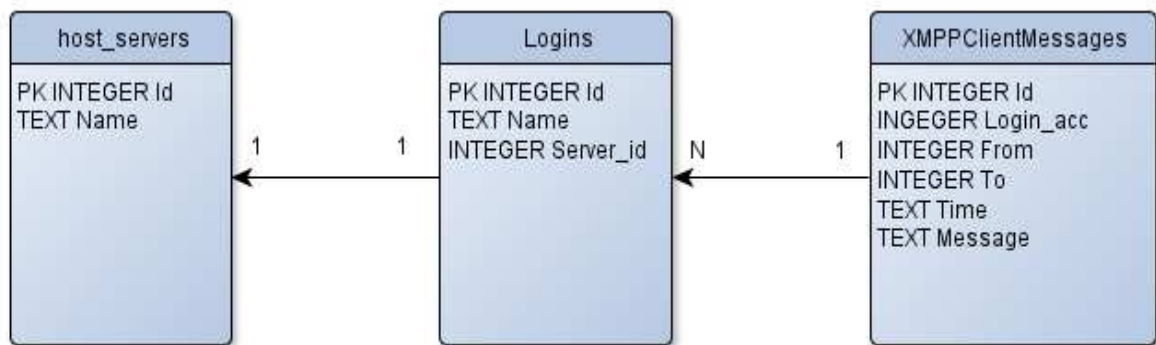 host_servers
PK INTEGER Id
TEXT Name
1
1
Logins
PK INTEGER Id
TEXT Name
INTEGER Server_id
N
1
XMPPClientMessages
PK INTEGER Id
INGEGER Login_acc
INTEGER From
INTEGER To
TEXT Time
TEXT Message